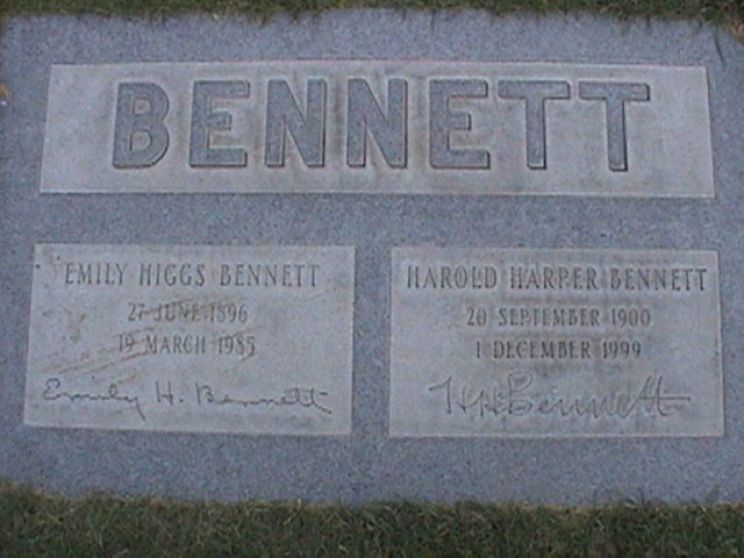 BENNETT
EMILY HIGGS BENNETT
27 JUNE 1896
19 MARCH 1985
Emily H. Bennett
HAROLD HARPER BENNETT
20 SEPTEMBER 1900
1 DECEMBER 1999
HHBennett